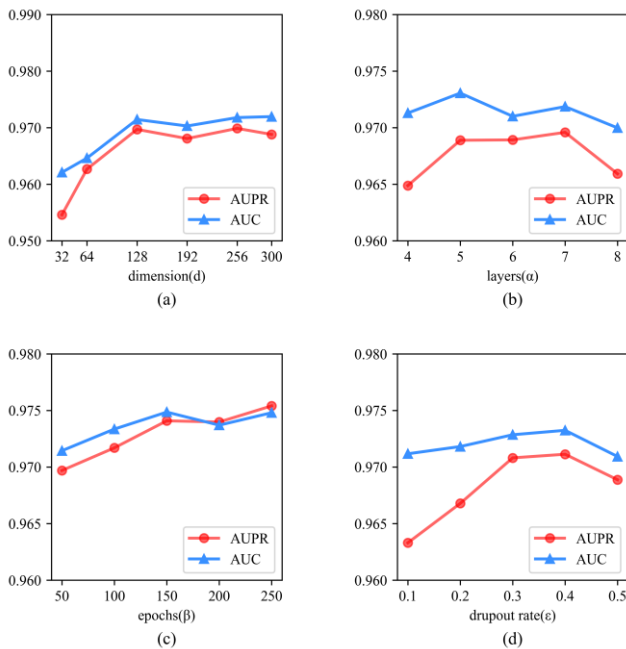 0.990
0.980
0.970
0.960
0.950
AUPR
AUC
32 64 128 192 256 300
dimension(d)
(a)
0.980
0.975
0.970
0.965
0.960
AUPR
AUC
4 5 6 7 8
layers(α)
(b)
0.980
0.975
0.970
0.965
0.960
AUPR
AUC
50 100 150 200 250
epochs(β)
(c)
0.980
0.975
0.970
0.965
0.960
AUPR
AUC
0.1 0.2 0.3 0.4 0.5
drupout rate(ε)
(d)